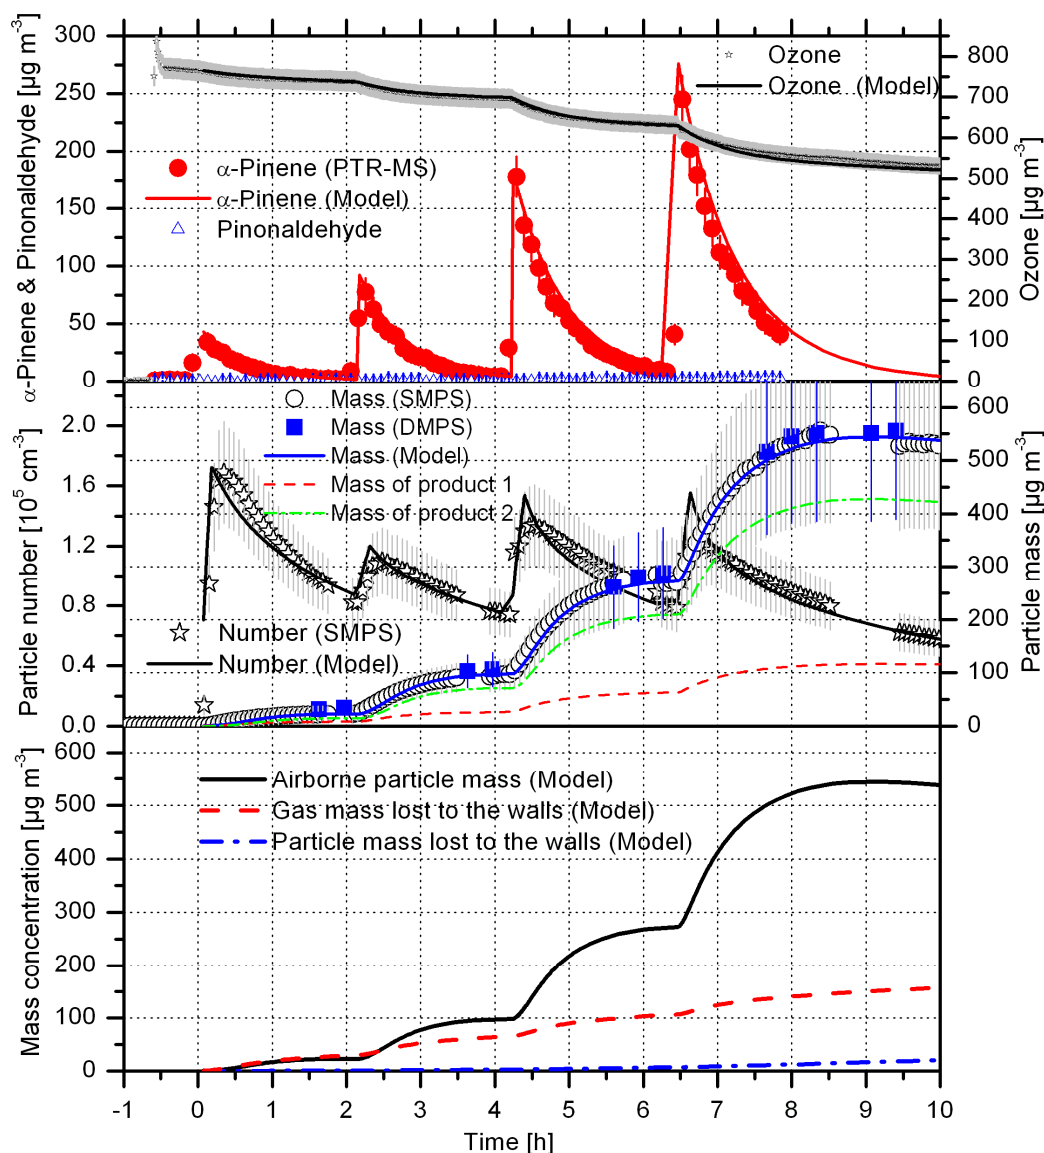 300
250
200
150
100
50
0
α-Pinene & Pinonaldehyde [µg m⁻³]
Ozone
Ozone (Model)
α-Pinene (PTR-MS)
α-Pinene (Model)
Pinonaldehyde
800
700
600
500
400
300
200
100
0
Ozone [µg m⁻³]
2.0
1.6
1.2
0.8
0.4
0.0
Particle number [10⁵ cm⁻³]
Mass (SMPS)
Mass (DMPS)
Mass (Model)
Mass of product 1
Mass of product 2
Number (SMPS)
Number (Model)
600
500
400
300
200
100
0
Particle mass [µg m⁻³]
600
500
400
300
200
100
0
Mass concentration [µg m⁻³]
Airborne particle mass (Model)
Gas mass lost to the walls (Model)
Particle mass lost to the walls (Model)
-1 0 1 2 3 4 5 6 7 8 9 10
Time [h]